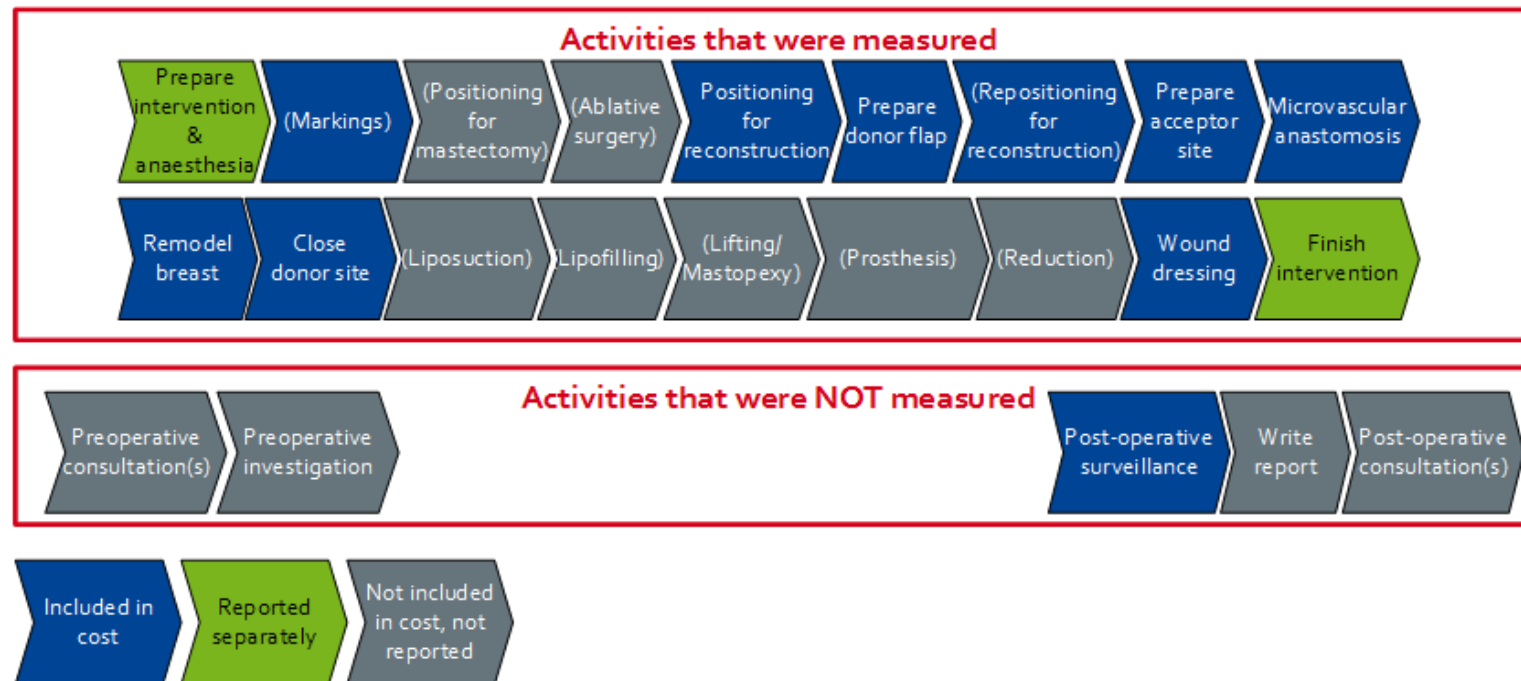 Activities that were measured
Prepare
intervention
&
anaesthesia
(Markings)
(Positioning
for
mastectomy)
(Ablative
surgery)
Positioning
for
reconstruction
Prepare
donor flap
(Repositioning
for
reconstruction)
Prepare
acceptor
site
Microvascular
anastomosis
Remodel
breast
Close
donor site
(Liposuction)
(Lipofilling)
(Lifting/
Mastopexy)
(Prosthesis)
(Reduction)
Wound
dressing
Finish
intervention
Activities that were NOT measured
Preoperative
consultation(s)
Preoperative
investigation
Post-operative
surveillance
Write
report
Post-operative
consultation(s)
Included in
cost
Reported
separately
Not included
in cost, not
reported